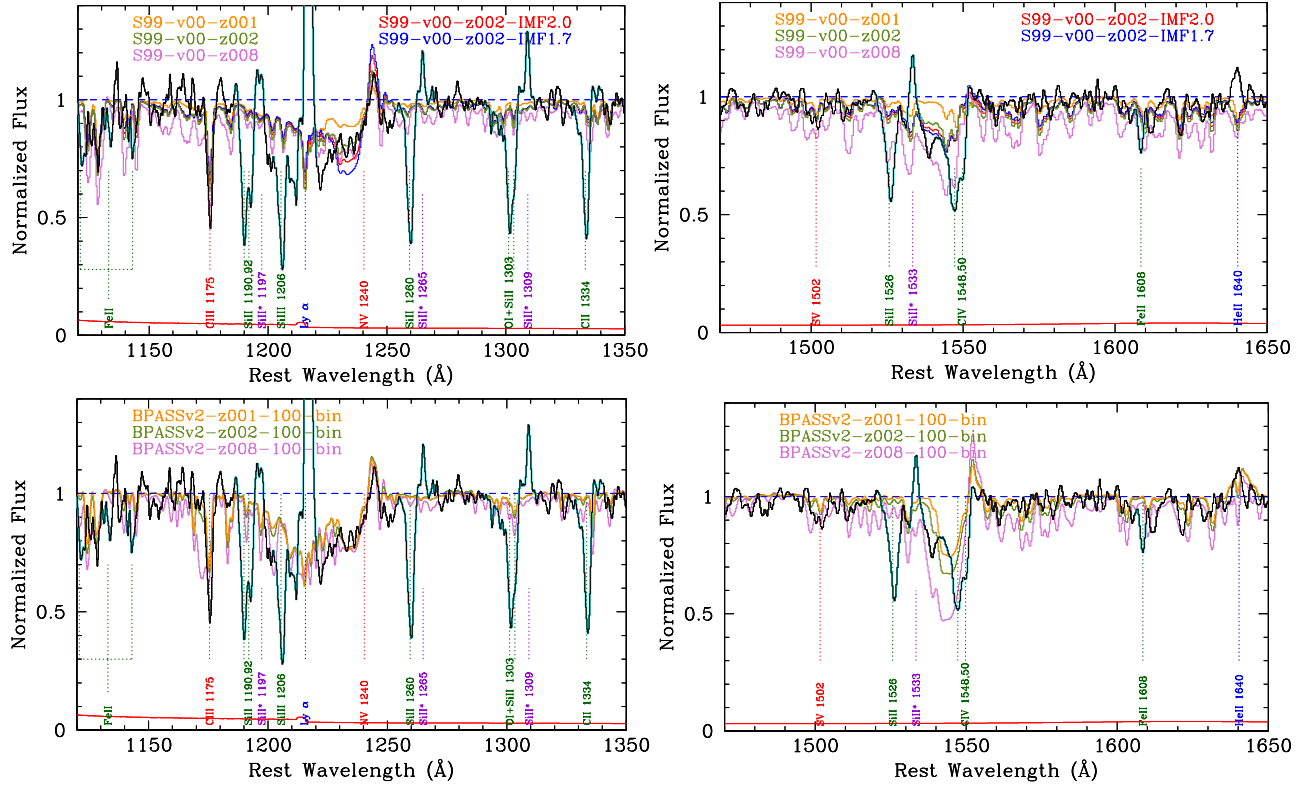 S99-v00-z001
S99-v00-z002
S99-v00-z008
S99-v00-z002-IMF2.0
S99-v00-z002-IMF1.7
Normalized Flux
1
0.5
0
FeII
CIII 1175
SiII 1190,92
SiII* 1197
SiIII 1206
Ly α
NV 1240
SiII 1260
SiII* 1265
OI+SiII 1303
SiII* 1309
CII 1334
1150
1200
1250
1300
1350
Rest Wavelength (Å)
S99-v00-z001
S99-v00-z002
S99-v00-z008
S99-v00-z002-IMF2.0
S99-v00-z002-IMF1.7
Normalized Flux
1
0.5
0
SV 1502
SiII 1526
SiII* 1533
CIV 1548,50
FeII 1608
HeII 1640
1500
1550
1600
1650
Rest Wavelength (Å)
BPASSv2-z001-100-bin
BPASSv2-z002-100-bin
BPASSv2-z008-100-bin
Normalized Flux
1
0.5
0
FeII
CIII 1175
SiII 1190,92
SiII* 1197
SiIII 1206
Ly α
NV 1240
SiII 1260
SiII* 1265
OI+SiII 1303
SiII* 1309
CII 1334
1150
1200
1250
1300
1350
Rest Wavelength (Å)
BPASSv2-z001-100-bin
BPASSv2-z002-100-bin
BPASSv2-z008-100-bin
Normalized Flux
1
0.5
0
SV 1502
SiII 1526
SiII* 1533
CIV 1548,50
FeII 1608
HeII 1640
1500
1550
1600
1650
Rest Wavelength (Å)